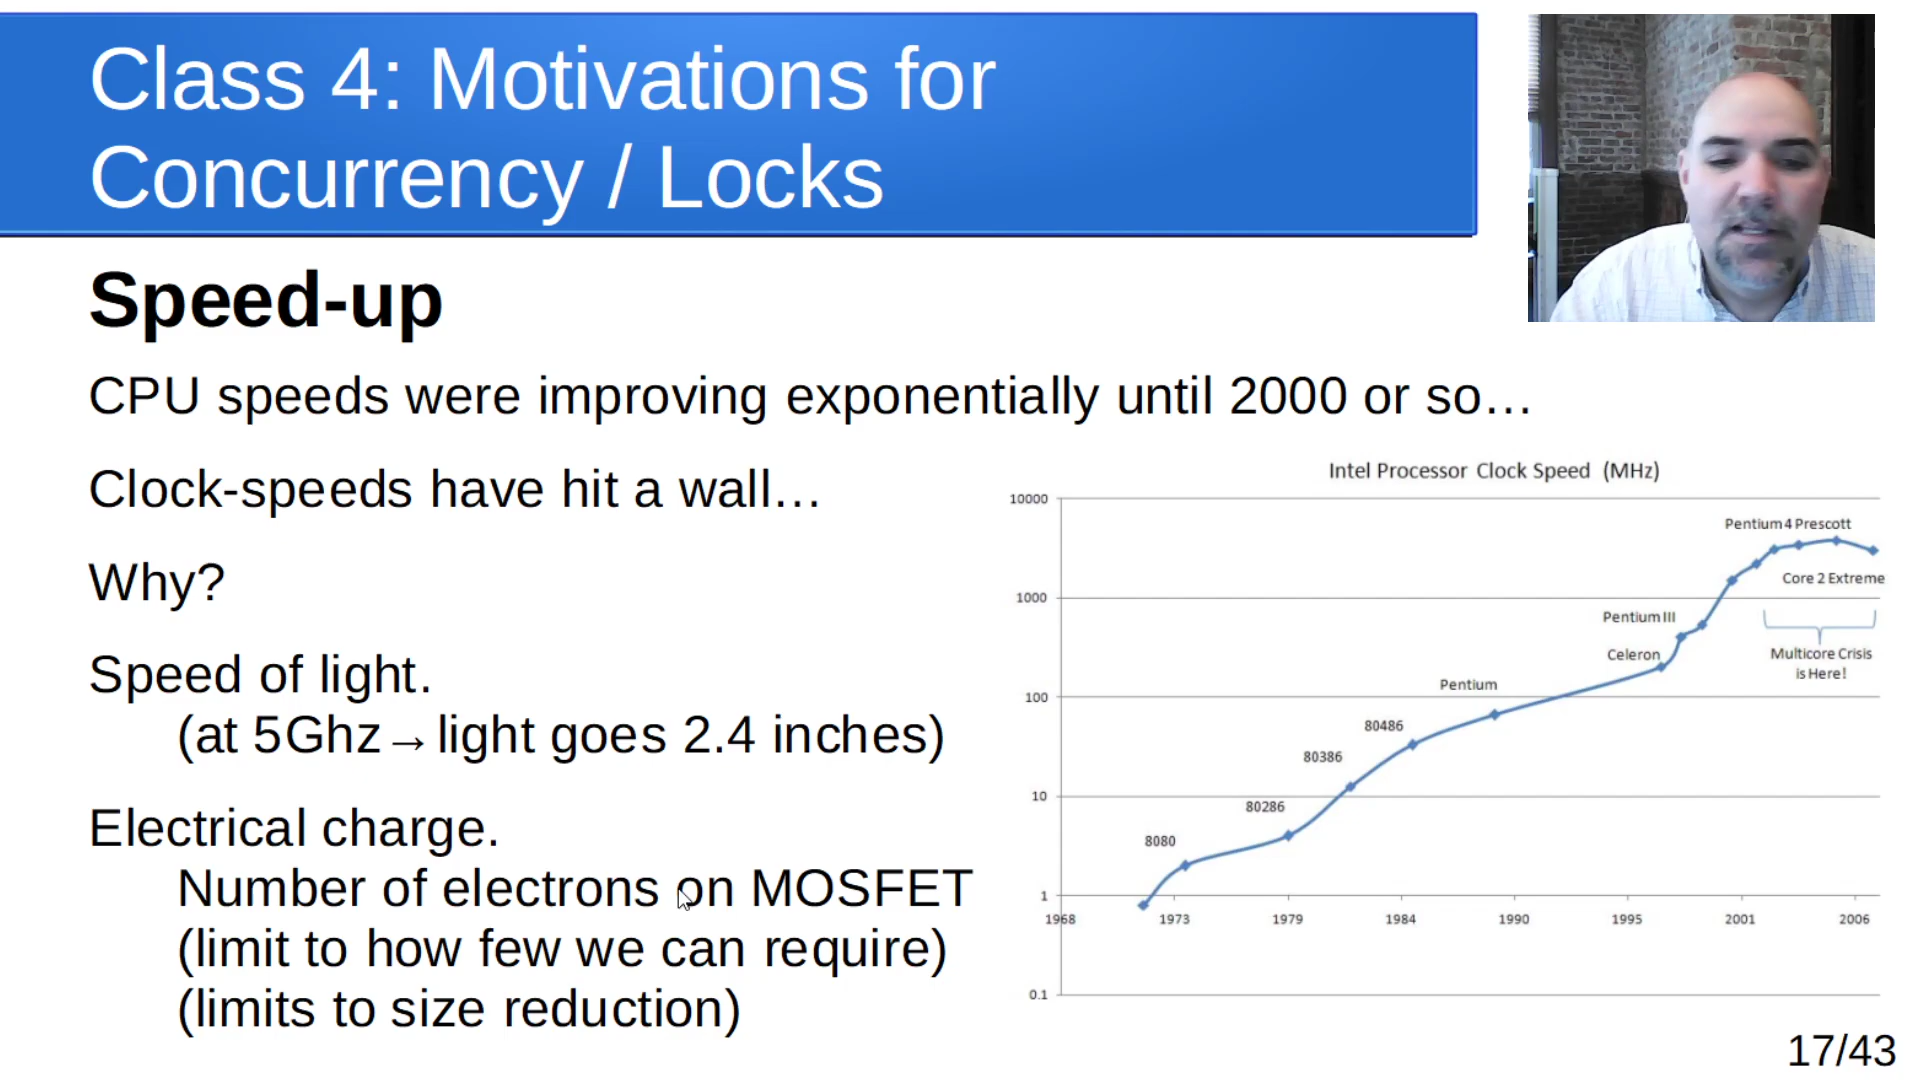 Class 4: Motivations for
Concurrency / Locks
Speed-up
CPU speeds were improving exponentially until 2000 or so…
Clock-speeds have hit a wall…
Why?
Speed of light.
(at 5Ghz→light goes 2.4 inches)
Electrical charge.
Number of electrons on MOSFET
(limit to how few we can require)
(limits to size reduction)
Intel Processor Clock Speed (MHz)
10000
Pentium 4 Prescott
Core 2 Extreme
1000
Pentium III
Celeron
Multicore Crisis
is Here!
100
Pentium
80486
80386
10
80286
8080
1
1968 1973 1979 1984 1990 1995 2001 2006
0.1
17/43